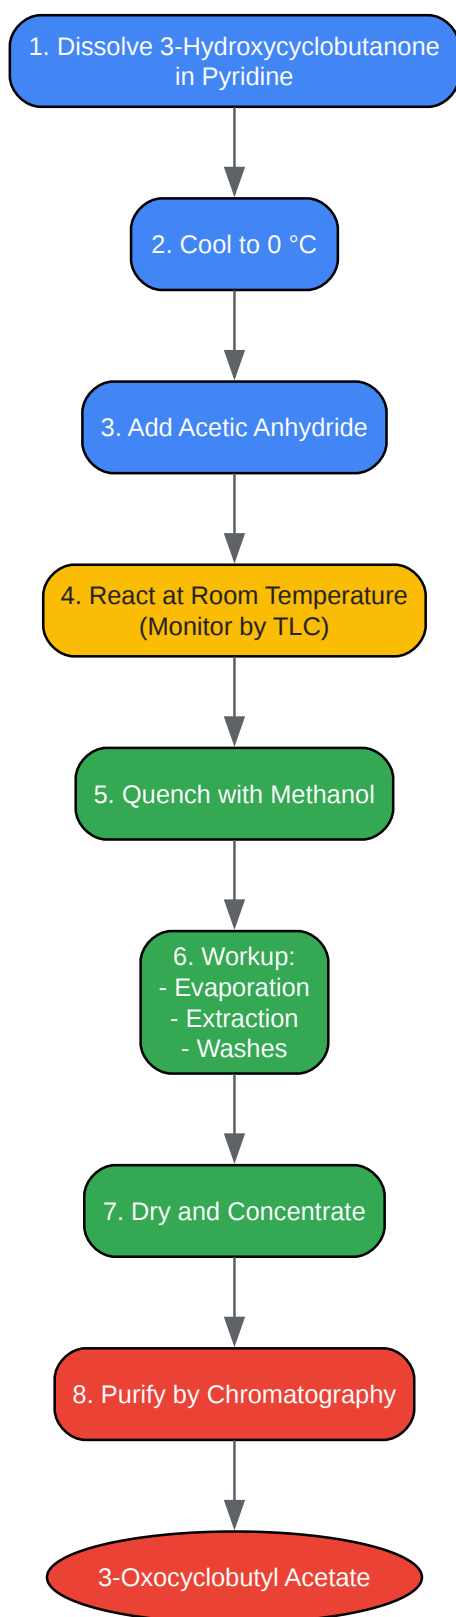 1. Dissolve 3-Hydroxycyclobutanone
in Pyridine
2. Cool to 0 °C
3. Add Acetic Anhydride
4. React at Room Temperature
(Monitor by TLC)
5. Quench with Methanol
6. Workup:
- Evaporation
- Extraction
- Washes
7. Dry and Concentrate
8. Purify by Chromatography
3-Oxocyclobutyl Acetate